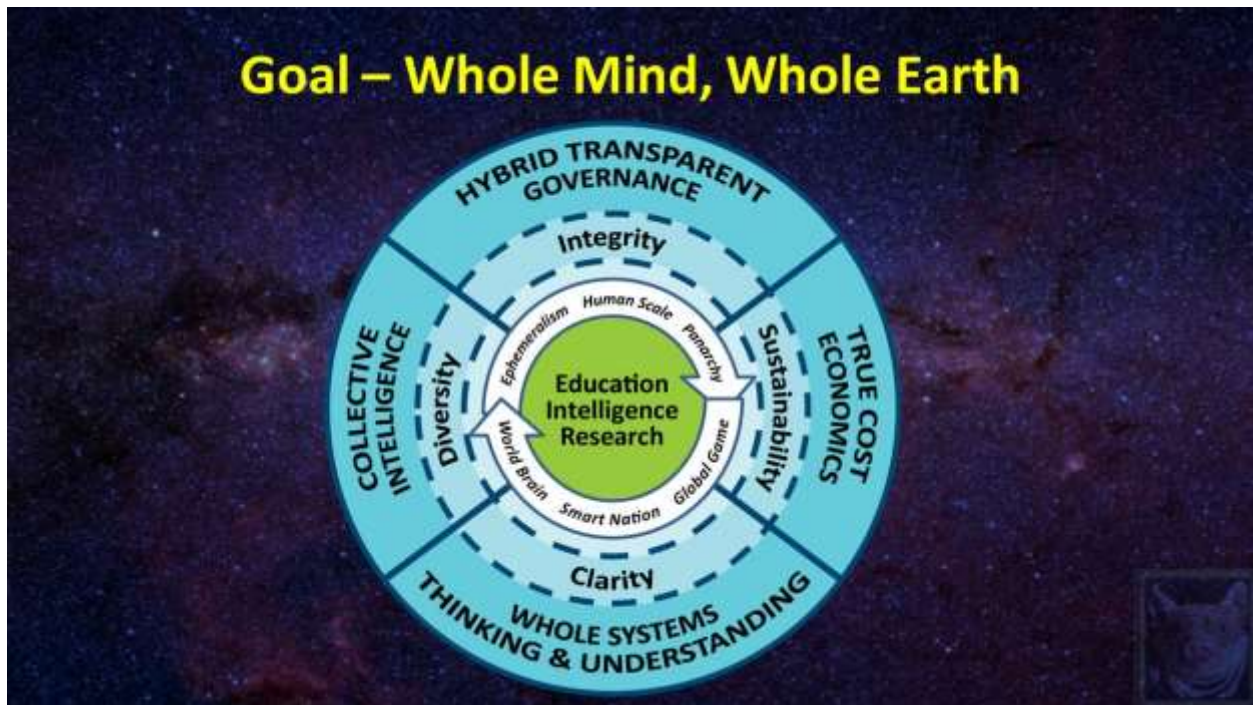 Goal – Whole Mind, Whole Earth
HYBRID TRANSPARENT
GOVERNANCE
Integrity
COLLECTIVE
INTELLIGENCE
Diversity
Ephemeralism
Human Scale
Panarchy
Sustainability
TRUE COST
ECONOMICS
Education
Intelligence
Research
World Brain
Smart Nation
Global Game
Clarity
WHOLE SYSTEMS
THINKING & UNDERSTANDING